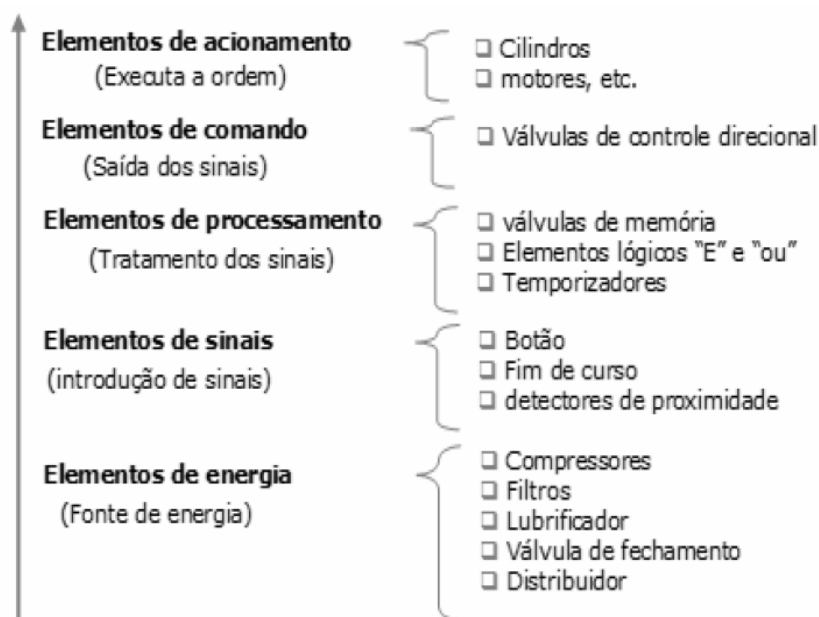 Elementos de acionamento
(Executa a ordem)
❑ Cilindros
❑ motores, etc.
Elementos de comando
(Saída dos sinais)
❑ Válvulas de controle direcional
Elementos de processamento
(Tratamento dos sinais)
❑ válvulas de memória
❑ Elementos lógicos “E” e “ou”
❑ Temporizadores
Elementos de sinais
(introdução de sinais)
❑ Botão
❑ Fim de curso
❑ detectores de proximidade
Elementos de energia
(Fonte de energia)
❑ Compressores
❑ Filtros
❑ Lubrificador
❑ Válvula de fechamento
❑ Distribuidor